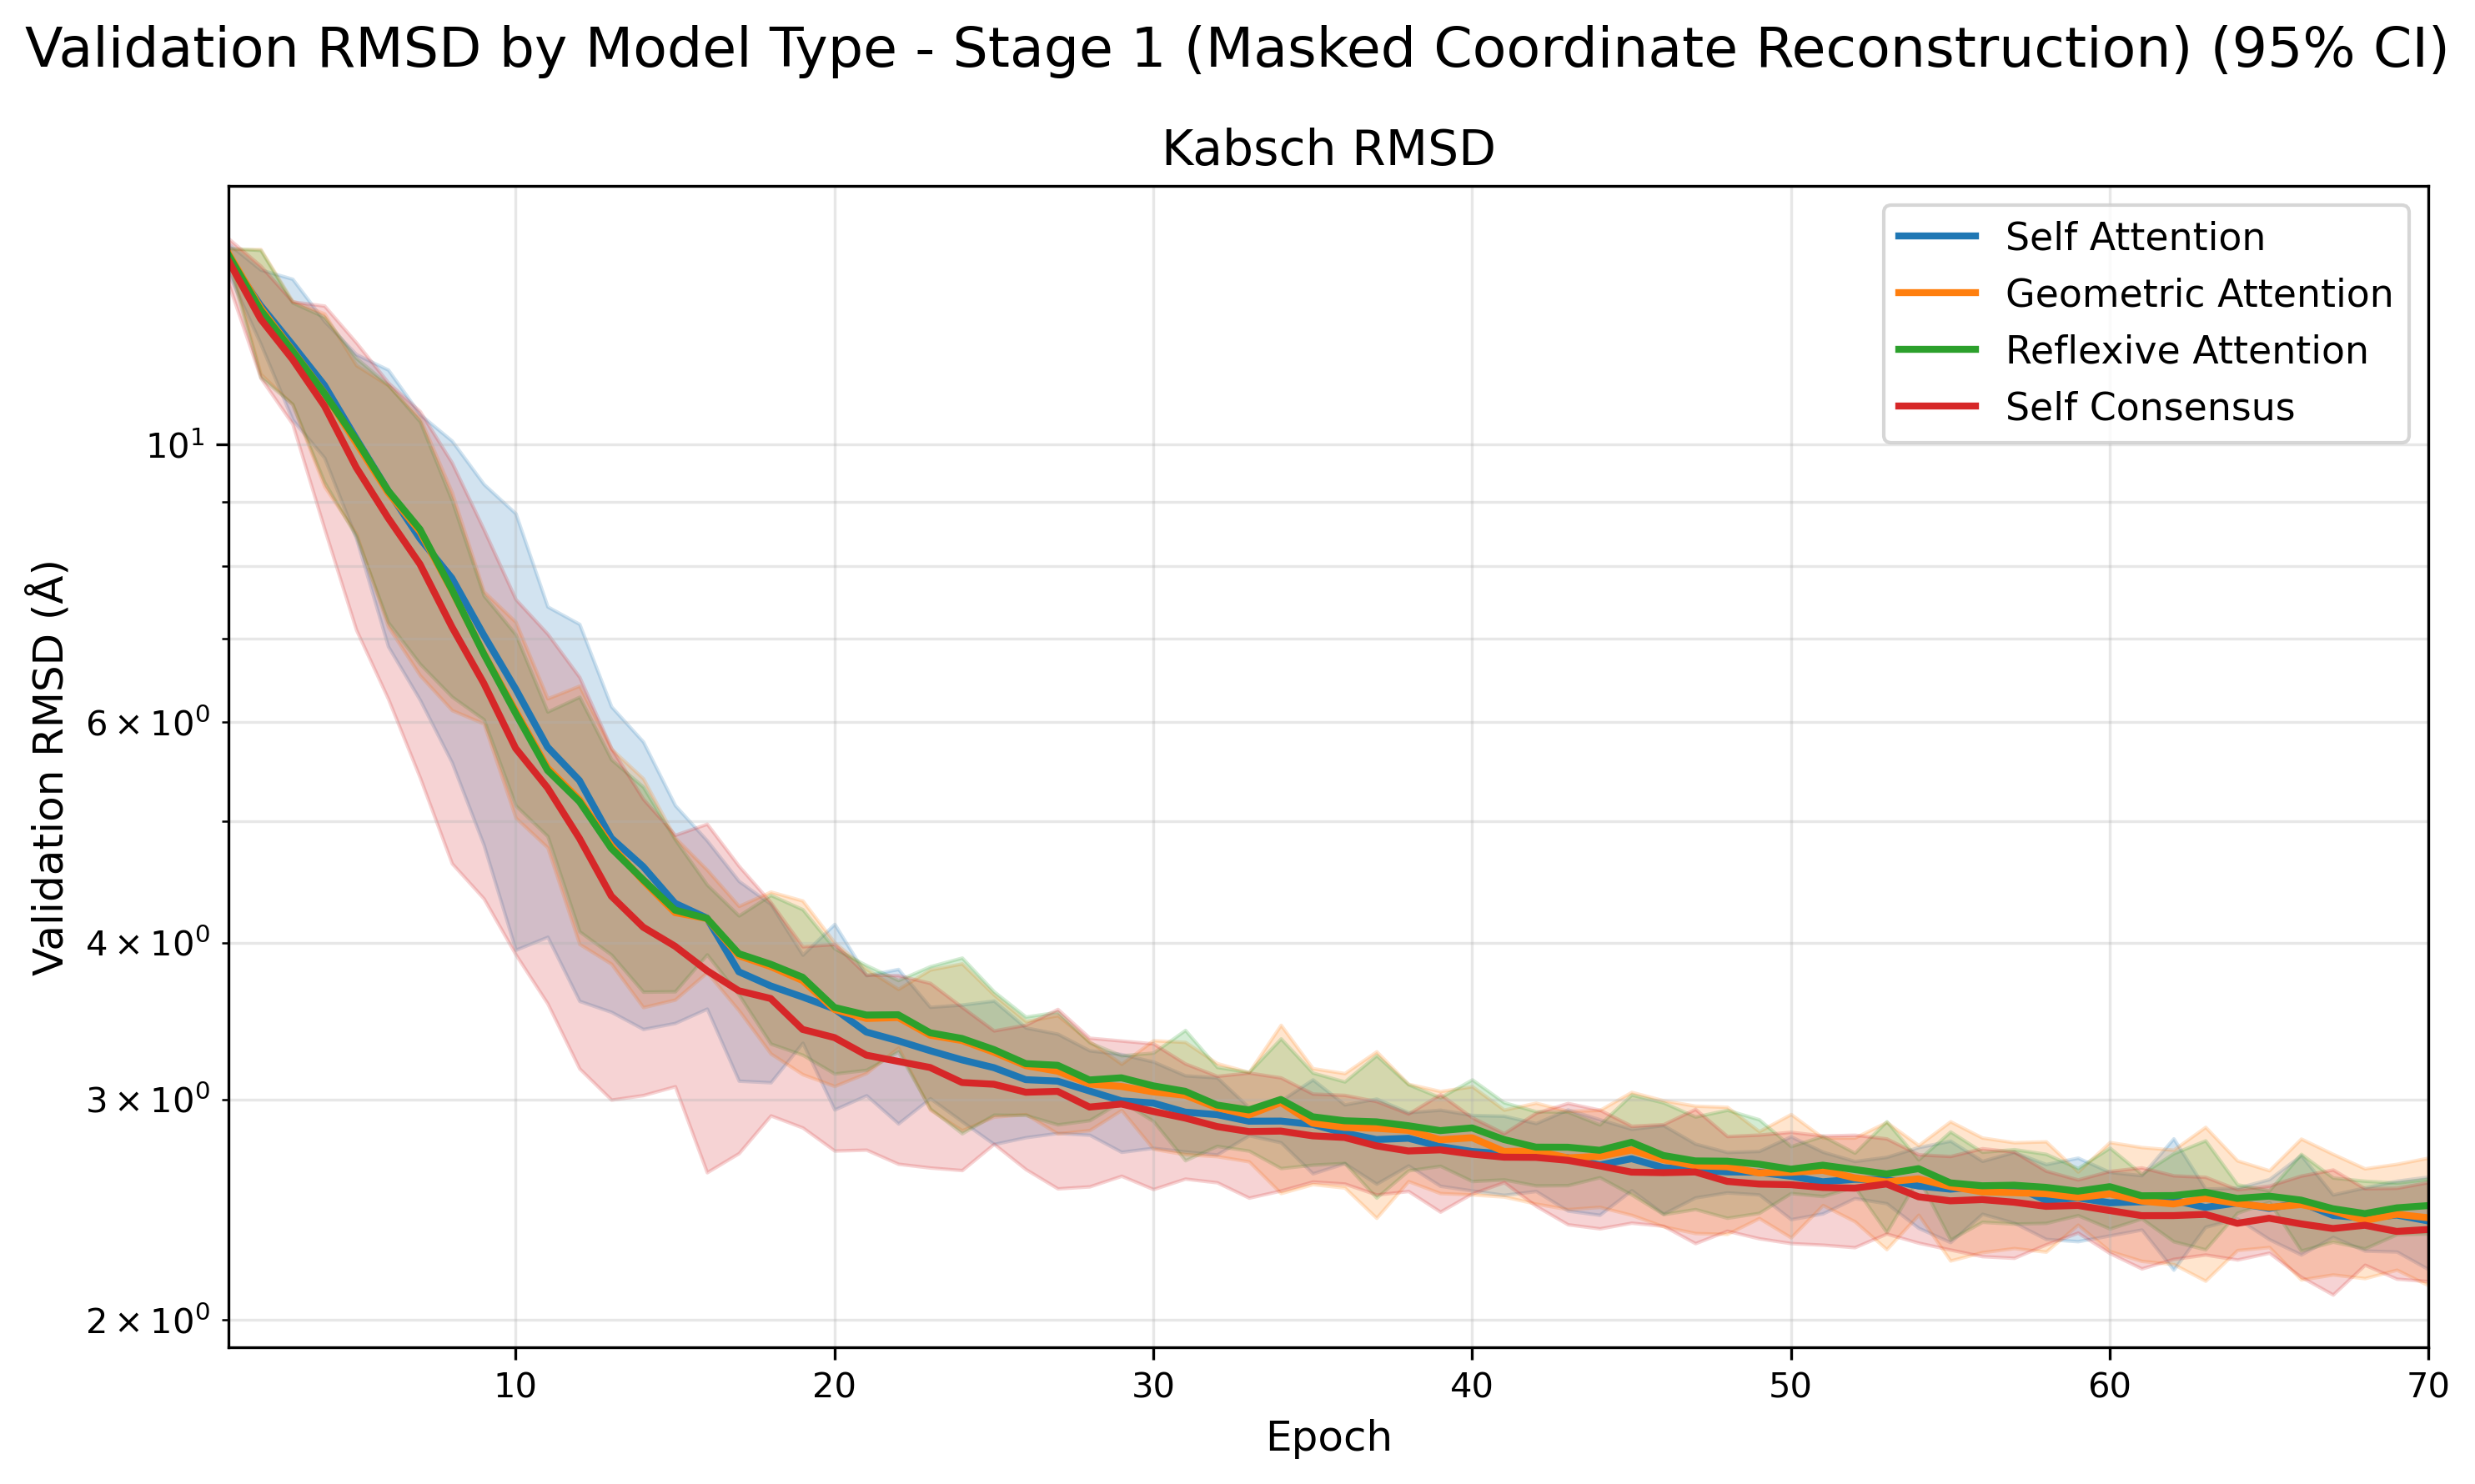 Validation RMSD by Model Type - Stage 1 (Masked Coordinate Reconstruction) (95% CI)
Kabsch RMSD
Self Attention
Geometric Attention
Reflexive Attention
Self Consensus
Validation RMSD (Å)
10¹
6 × 10⁰
4 × 10⁰
3 × 10⁰
2 × 10⁰
10 20 30 40 50 60 70
Epoch